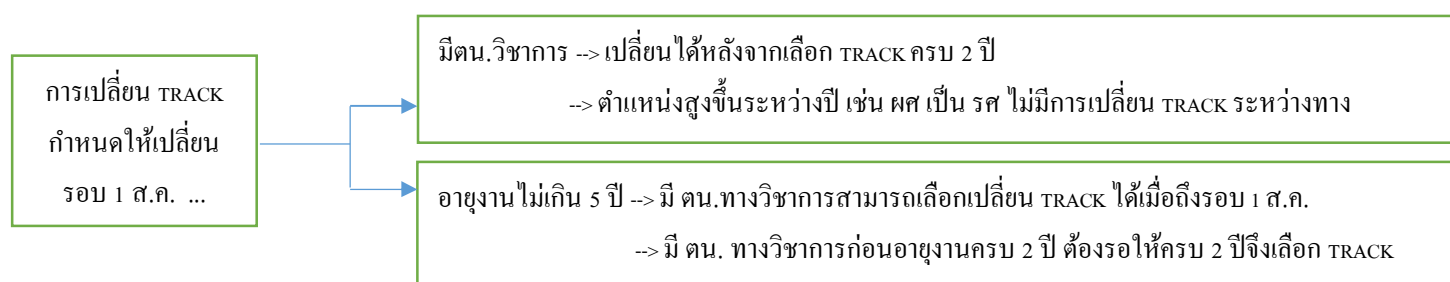 การเปลี่ยน TRACK
กำหนดให้เปลี่ยน
รอบ 1 ส.ค. ...
มีตน.วิชาการ --> เปลี่ยนได้หลังจากเลือก TRACK ครบ 2 ปี
--> ตำแหน่งสูงขึ้นระหว่างปี เช่น ผศ เป็น รศ ไม่มีการเปลี่ยน TRACK ระหว่างทาง
อายุงานไม่เกิน 5 ปี --> มี ตน.ทางวิชาการสามารถเลือกเปลี่ยน TRACK ได้เมื่อถึงรอบ 1 ส.ค.
--> มี ตน. ทางวิชาการก่อนอายุงานครบ 2 ปี ต้องรอให้ครบ 2 ปีจึงเลือก TRACK